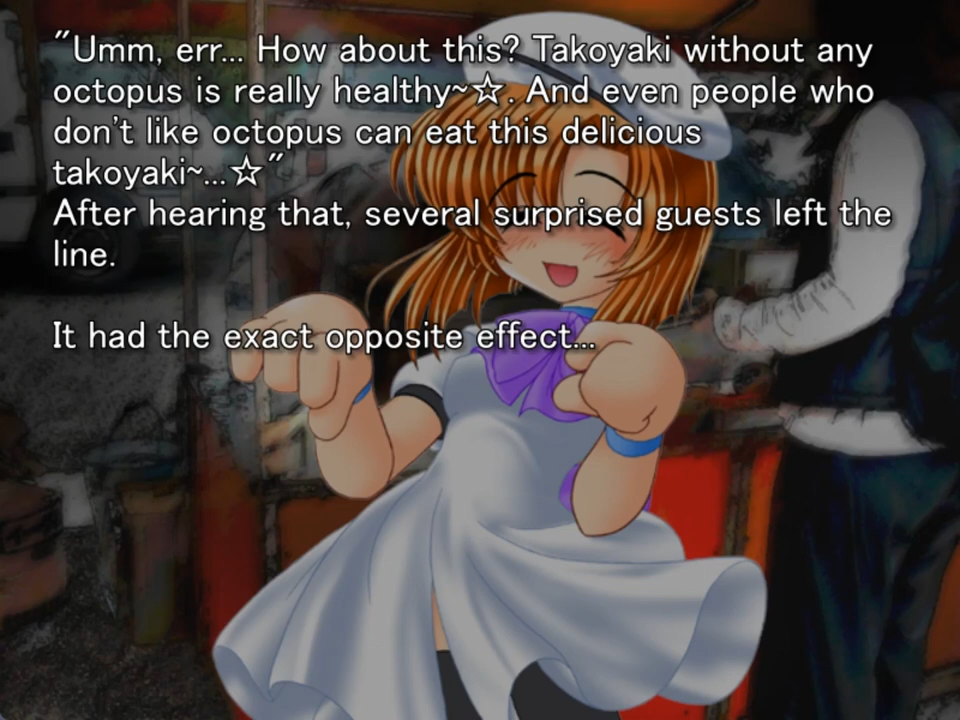 "Umm, err... How about this? Takoyaki without any
octopus is really healthy~☆. And even people who
don't like octopus can eat this delicious
takoyaki~...☆"
After hearing that, several surprised guests left the
line.
It had the exact opposite effect...